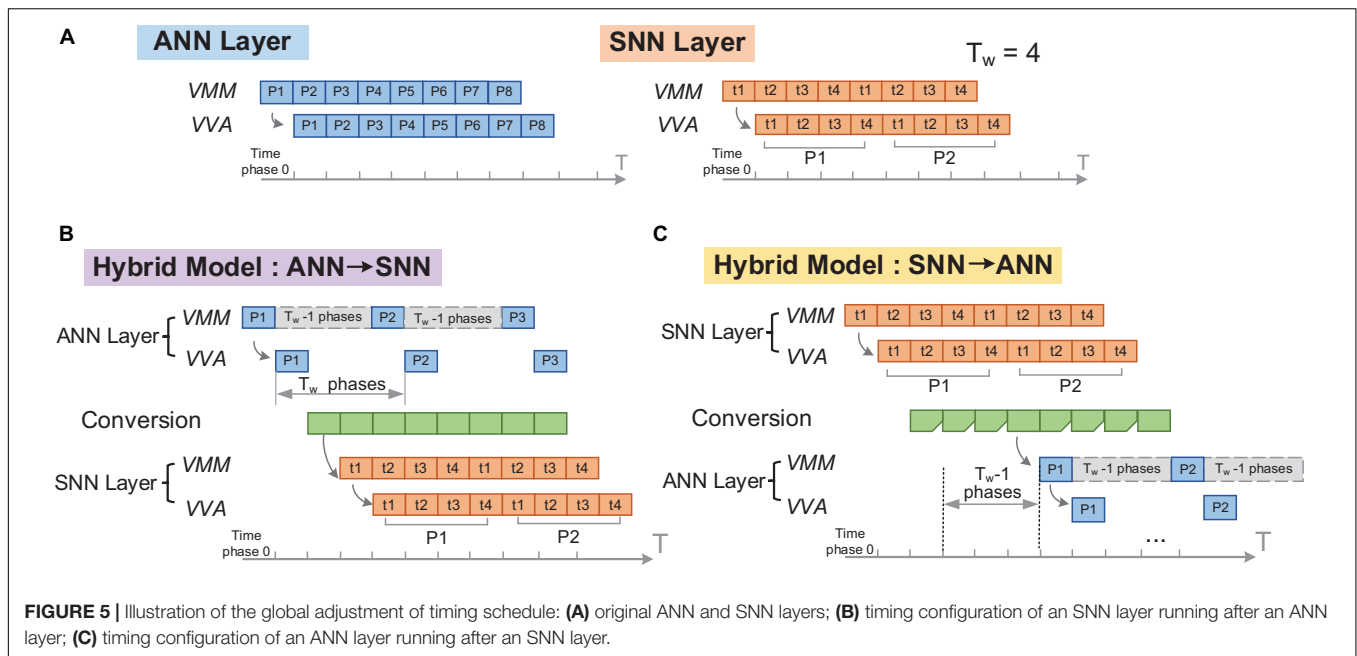 A
ANN Layer
SNN Layer
T_w = 4
VMM P1 P2 P3 P4 P5 P6 P7 P8
VVA P1 P2 P3 P4 P5 P6 P7 P8
Time phase 0
T
VMM t1 t2 t3 t4 t1 t2 t3 t4
VVA t1 t2 t3 t4 t1 t2 t3 t4
P1 P2
Time phase 0
T
B
Hybrid Model : ANN→SNN
ANN Layer
VMM P1 T_w -1 phases P2 T_w -1 phases P3
VVA P1 P2 P3
T_w phases
Conversion
SNN Layer
VMM t1 t2 t3 t4 t1 t2 t3 t4
VVA t1 t2 t3 t4 t1 t2 t3 t4
P1 P2
Time phase 0
T
C
Hybrid Model : SNN→ANN
SNN Layer
VMM t1 t2 t3 t4 t1 t2 t3 t4
VVA t1 t2 t3 t4 t1 t2 t3 t4
P1 P2
Conversion
ANN Layer
VMM P1 T_w -1 phases P2 T_w -1 phases
VVA P1 P2
T_w-1
phases
...
Time phase 0
T
FIGURE 5 | Illustration of the global adjustment of timing schedule: (A) original ANN and SNN layers; (B) timing configuration of an SNN layer running after an ANN
layer; (C) timing configuration of an ANN layer running after an SNN layer.